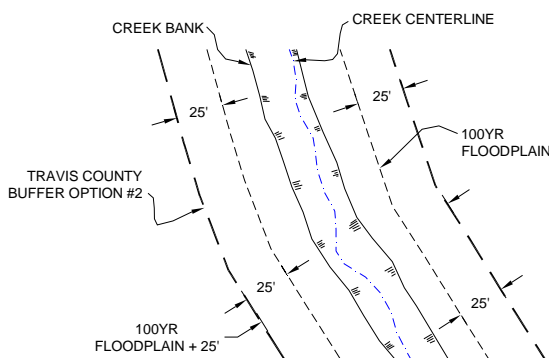 CREEK BANK
CREEK CENTERLINE
25'
25'
100YR
FLOODPLAIN
TRAVIS COUNTY
BUFFER OPTION #2
25'
25'
100YR
FLOODPLAIN + 25'